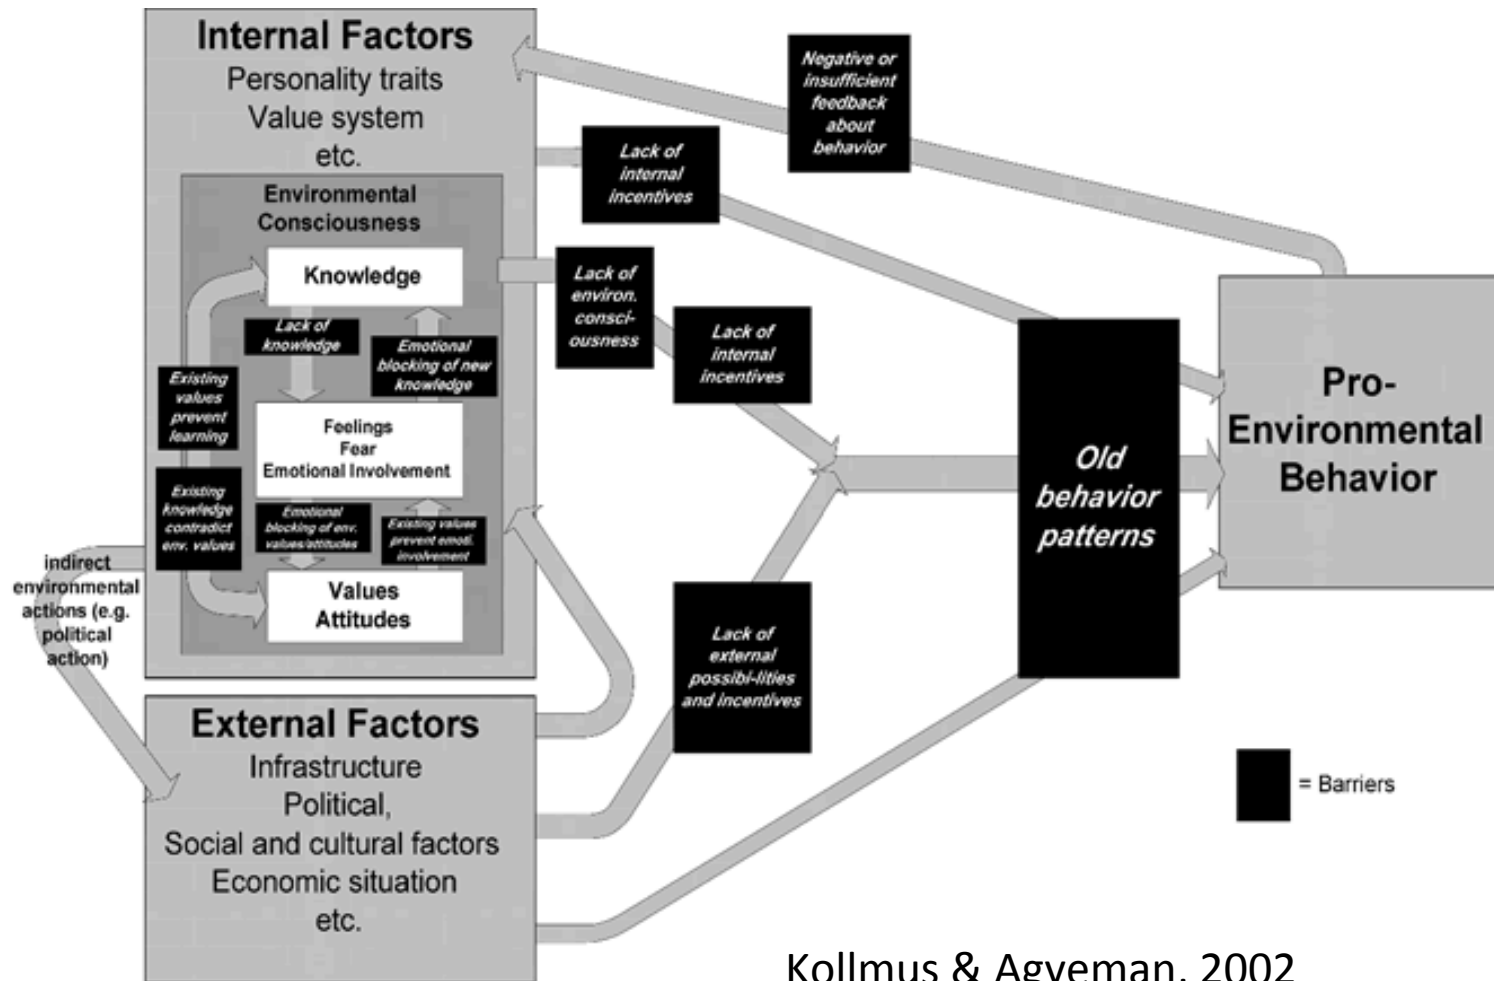 Internal Factors
Personality traits
Value system
etc.
Environmental
Consciousness
Knowledge
Lack of
knowledge
Emotional
blocking of new
knowledge
Existing
values
prevent
learning
Feelings
Fear
Emotional Involvement
Existing
knowledge
contradict
env. values
Emotional
blocking of env.
values/attitudes
Existing values
prevent emoti.
involvement
Values
Attitudes
indirect
environmental
actions (e.g.
political
action)
External Factors
Infrastructure
Political,
Social and cultural factors
Economic situation
etc.
Negative or
insufficient
feedback
about
behavior
Lack of
internal
incentives
Lack of
environ.
consci-
ousness
Lack of
internal
incentives
Lack of
external
possibi-lities
and incentives
Old
behavior
patterns
Pro-
Environmental
Behavior
= Barriers
Kollmus & Agyeman, 2002